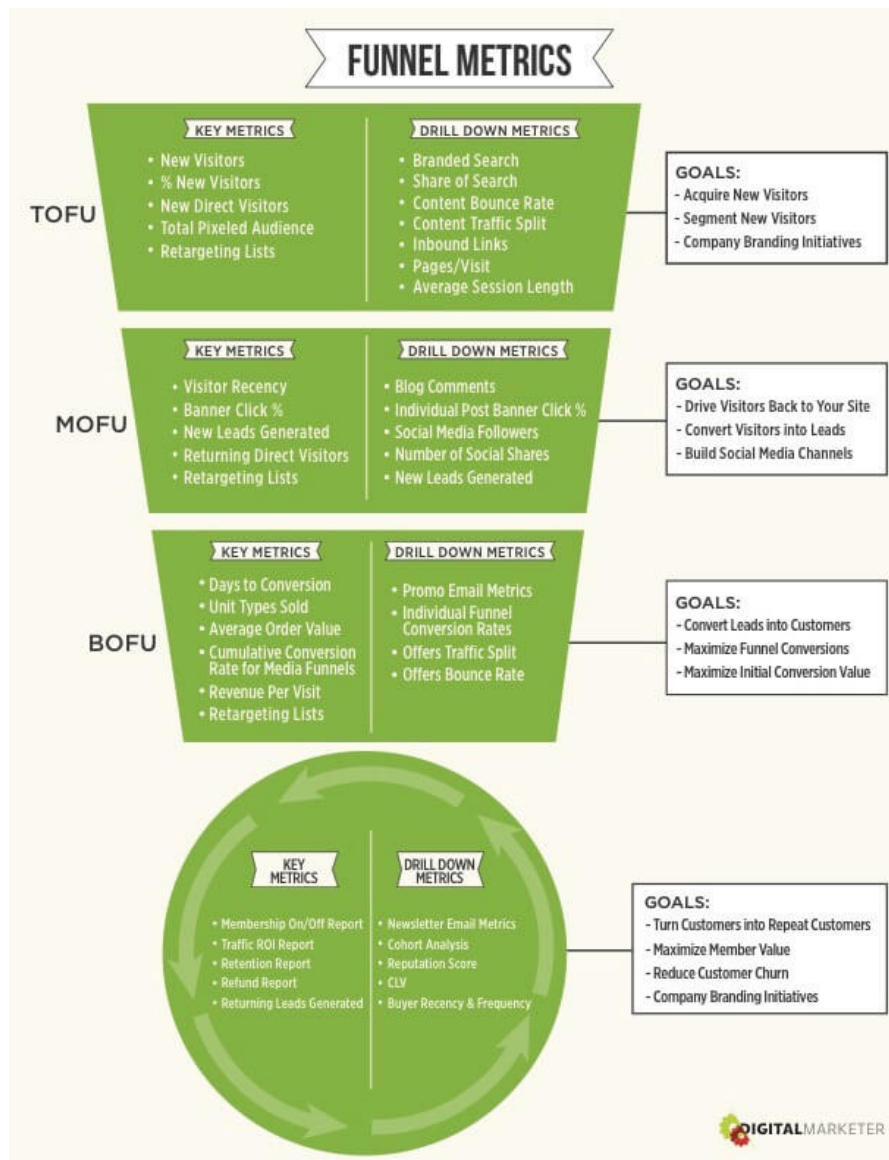 FUNNEL METRICS
TOFU
KEY METRICS
• New Visitors
• % New Visitors
• New Direct Visitors
• Total Pixeled Audience
• Retargeting Lists
DRILL DOWN METRICS
• Branded Search
• Share of Search
• Content Bounce Rate
• Content Traffic Split
• Inbound Links
• Pages/Visit
• Average Session Length
GOALS:
- Acquire New Visitors
- Segment New Visitors
- Company Branding Initiatives
MOFU
KEY METRICS
• Visitor Recency
• Banner Click %
• New Leads Generated
• Returning Direct Visitors
• Retargeting Lists
DRILL DOWN METRICS
• Blog Comments
• Individual Post Banner Click %
• Social Media Followers
• Number of Social Shares
• New Leads Generated
GOALS:
- Drive Visitors Back to Your Site
- Convert Visitors into Leads
- Build Social Media Channels
BOFU
KEY METRICS
• Days to Conversion
• Unit Types Sold
• Average Order Value
• Cumulative Conversion
Rate for Media Funnels
• Revenue Per Visit
• Retargeting Lists
DRILL DOWN METRICS
• Promo Email Metrics
• Individual Funnel
Conversion Rates
• Offers Traffic Split
• Offers Bounce Rate
GOALS:
- Convert Leads into Customers
- Maximize Funnel Conversions
- Maximize Initial Conversion Value
KEY
METRICS
• Membership On/Off Report
• Traffic ROI Report
• Retention Report
• Refund Report
• Returning Leads Generated
DRILL DOWN
METRICS
• Newsletter Email Metrics
• Cohort Analysis
• Reputation Score
• CLV
• Buyer Recency & Frequency
GOALS:
- Turn Customers into Repeat Customers
- Maximize Member Value
- Reduce Customer Churn
- Company Branding Initiatives
DIGITALMARKETER